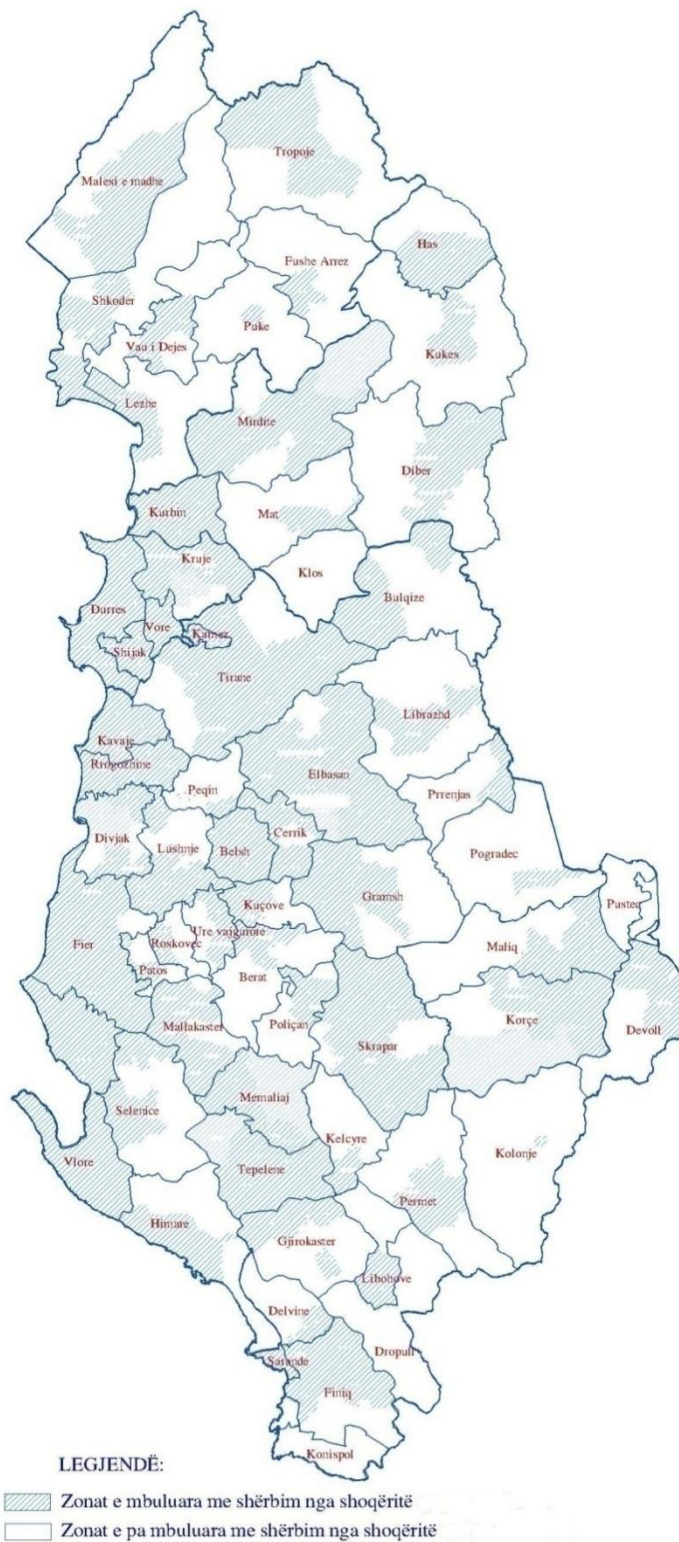 Tropoje
Malesi e madhe
Has
Fushe Arrez
Shkoder
Puke
Vau i Dejes
Kukes
Lezhe
Mirdite
Diber
Kurbin
Mat
Kruje
Klos
Bulqize
Durres
Vore
Kamez
Shijak
Tirane
Librazhd
Kavaje
Rrogozhine
Elbasan
Peqin
Prrenjas
Divjak
Lushnje
Belsh
Cerrik
Pogradec
Gramsh
Pustec
Kuçove
Fier
Roskovec
Ure vajgurore
Maliq
Patos
Berat
Mallakaster
Poliçan
Korçe
Skrapar
Devoll
Selenice
Memaliaj
Kelcyre
Kolonje
Vlore
Tepelene
Permet
Himare
Gjirokaster
Libohove
Delvine
Dropull
Sarande
Finiq
Konispol
LEGJENDË:
Zonat e mbuluara me shërbim nga shoqëritë
Zonat e pa mbuluara me shërbim nga shoqëritë